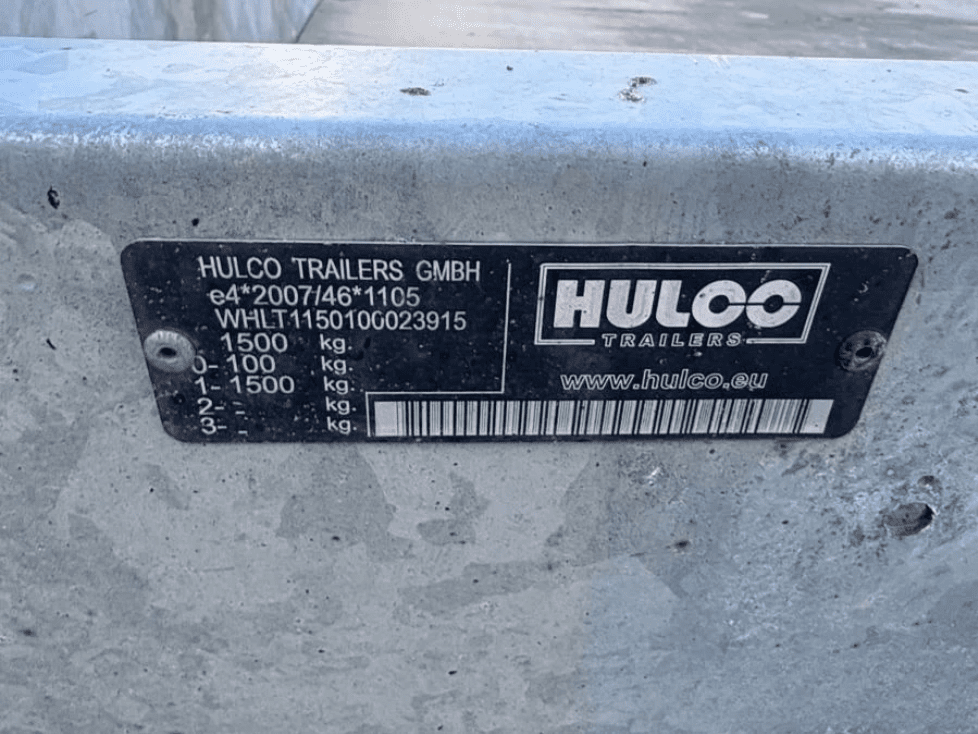 HULCO TRAILERS GMBH
e4*2007/46*1105
WHLT1150100023915
1500 kg.
0- 100 kg.
1- 1500 kg.
2- - kg.
3- - kg.
HULCO
TRAILERS
www.hulco.eu